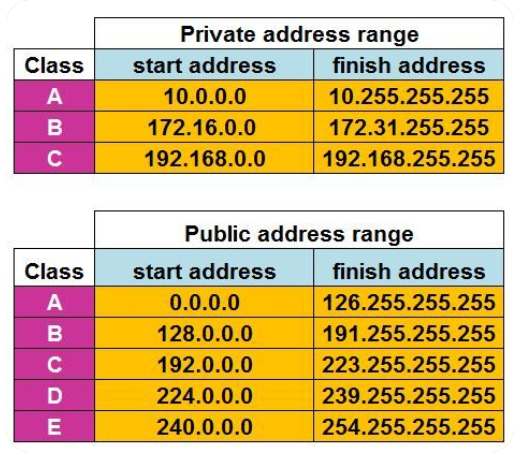 Private address range
Class start address finish address
A 10.0.0.0 10.255.255.255
B 172.16.0.0 172.31.255.255
C 192.168.0.0 192.168.255.255
Public address range
Class start address finish address
A 0.0.0.0 126.255.255.255
B 128.0.0.0 191.255.255.255
C 192.0.0.0 223.255.255.255
D 224.0.0.0 239.255.255.255
E 240.0.0.0 254.255.255.255